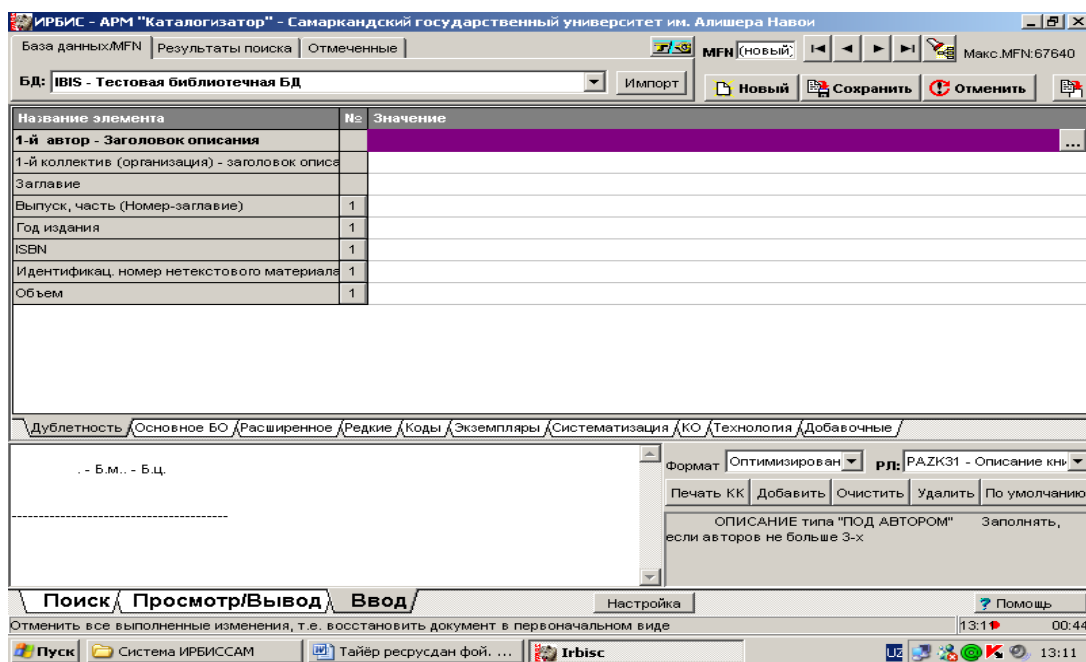 ИРБИС - АРМ "Каталогизатор" - Самаркандский государственный университет им. Алишера Навои
База данных/MFN Результаты поиска Отмеченные MFN (новый) Макс.MFN:67640
БД: IBIS - Тестовая библиотечная БД Импорт Новый Сохранить Отменить
Название элемента № Значение
1-й автор - Заголовок описания ...
1-й коллектив (организация) - заголовок описа
Заглавие
Выпуск, часть (Номер-заглавие) 1
Год издания 1
ISBN 1
Идентификац. номер нетекстового материала 1
Объем 1
Дублетность Основное БО Расширенное Редкие Коды Экземпляры Систематизация КО Технология Добавочные
. - Б.м.. - Б.ц.
----------------------------------------
Формат Оптимизирован РЛ: PAZK31 - Описание кни
Печать КК Добавить Очистить Удалить По умолчанию
ОПИСАНИЕ типа "ПОД АВТОРОМ" Заполнять,
если авторов не больше 3-х
Поиск Просмотр/Вывод Ввод Настройка ? Помощь
Отменить все выполненные изменения, т.е. восстановить документ в первоначальном виде 13:11 00:44
Пуск Система ИРБИССАМ Тайёр ресрусдан фой. ... Irbisc UZ 13:11